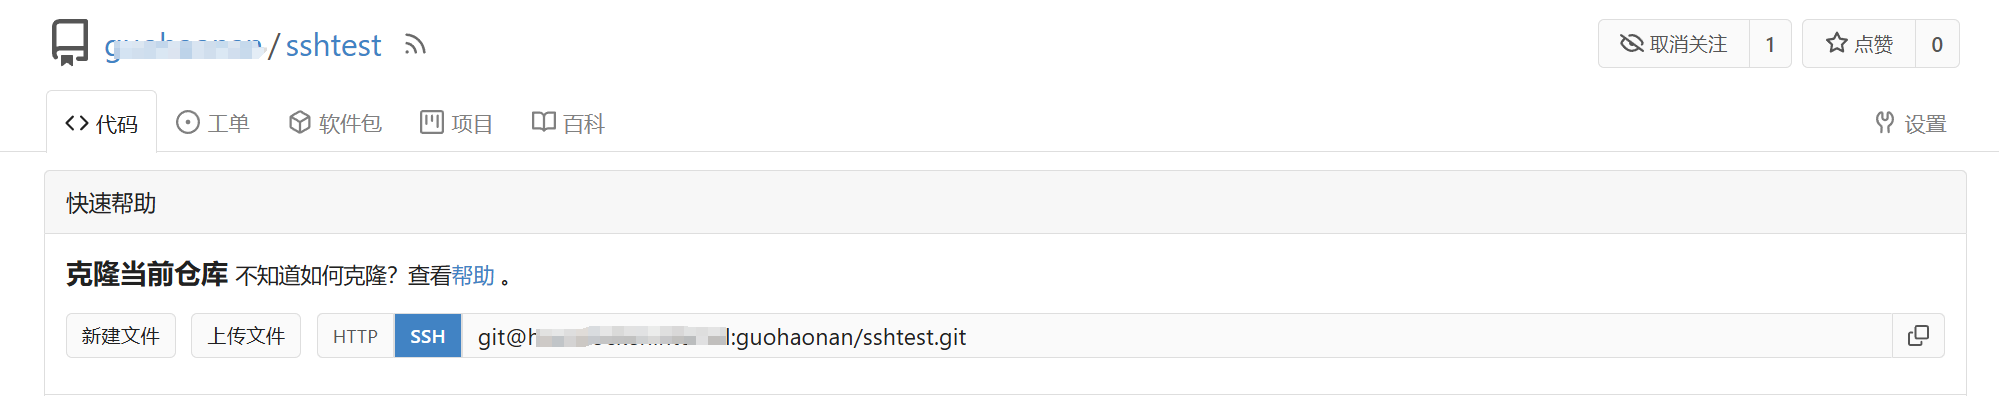 / sshtest
取消关注 1 点赞 0
代码 工单 软件包 项目 百科 设置
快速帮助
克隆当前仓库 不知道如何克隆？查看帮助 。
新建文件 上传文件 HTTP SSH git@ :guohaonan/sshtest.git